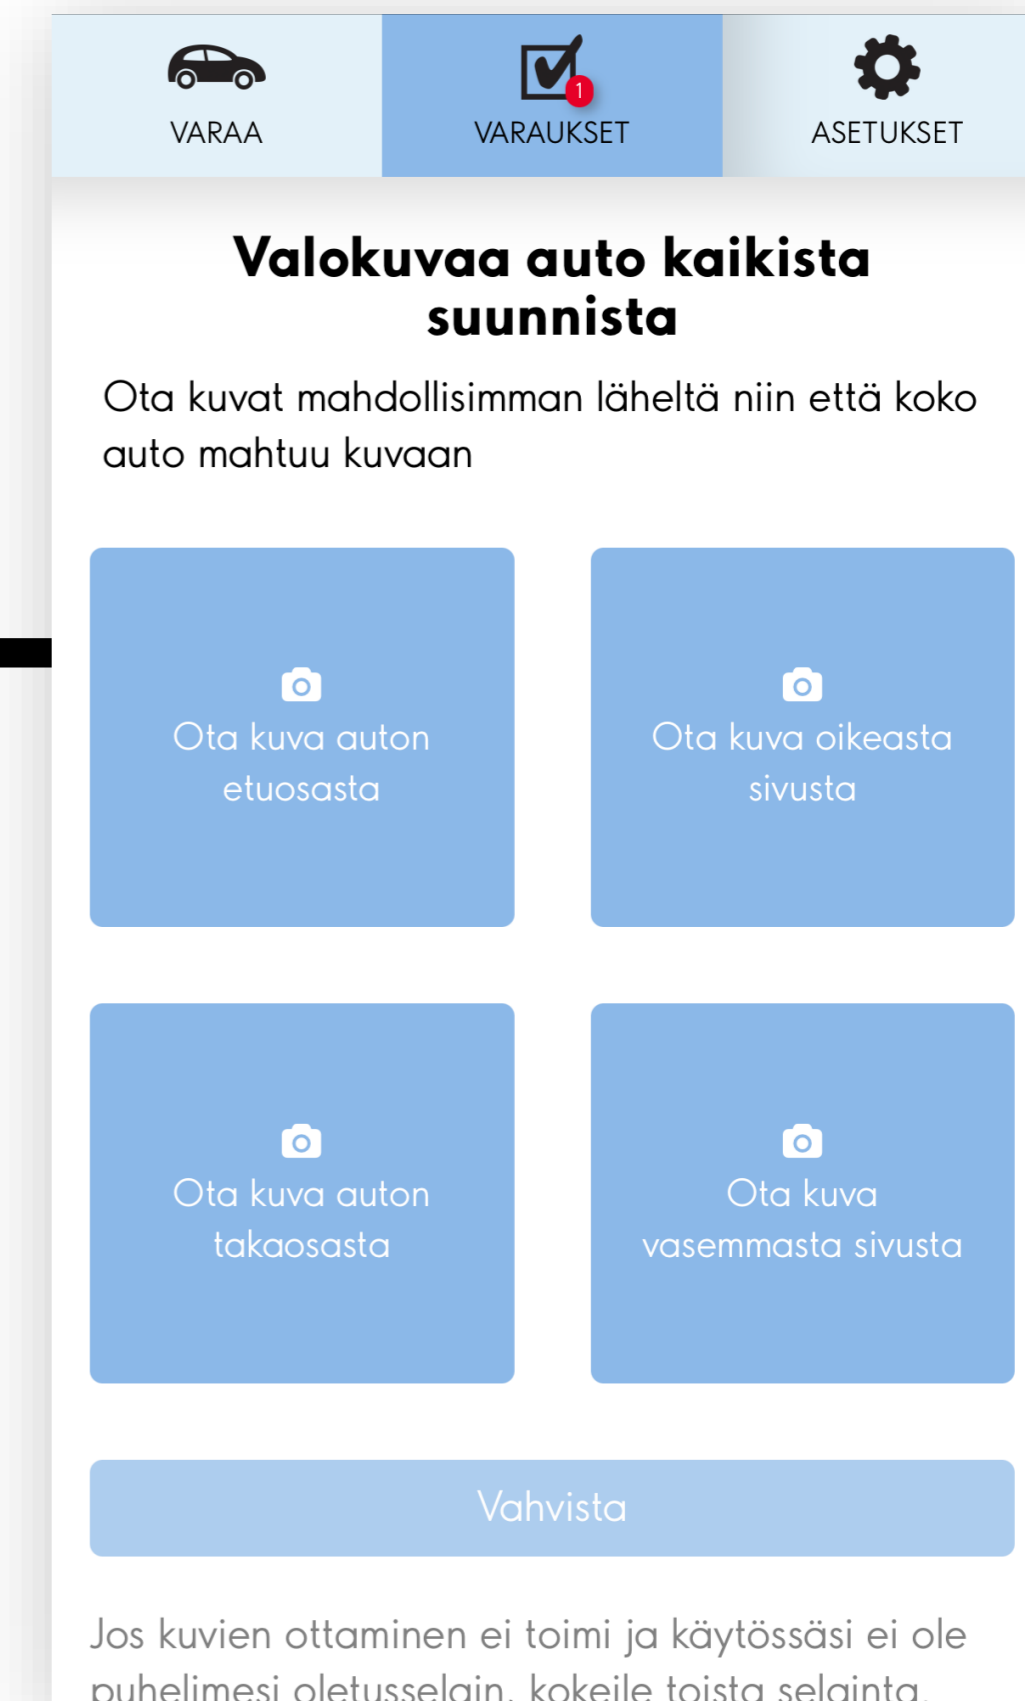 VARAA
VARAUKSET
1
ASETUKSET
Valokuvaa auto kaikista
suunnista
Ota kuvat mahdollisimman läheltä niin että koko
auto mahtuu kuvaan
Ota kuva auton
etuosasta
Ota kuva oikeasta
sivusta
Ota kuva auton
takaosasta
Ota kuva
vasemmasta sivusta
Vahvista
Jos kuvien ottaminen ei toimi ja käytössäsi ei ole
puhelimesi oletusselain, kokeile toista selainta.